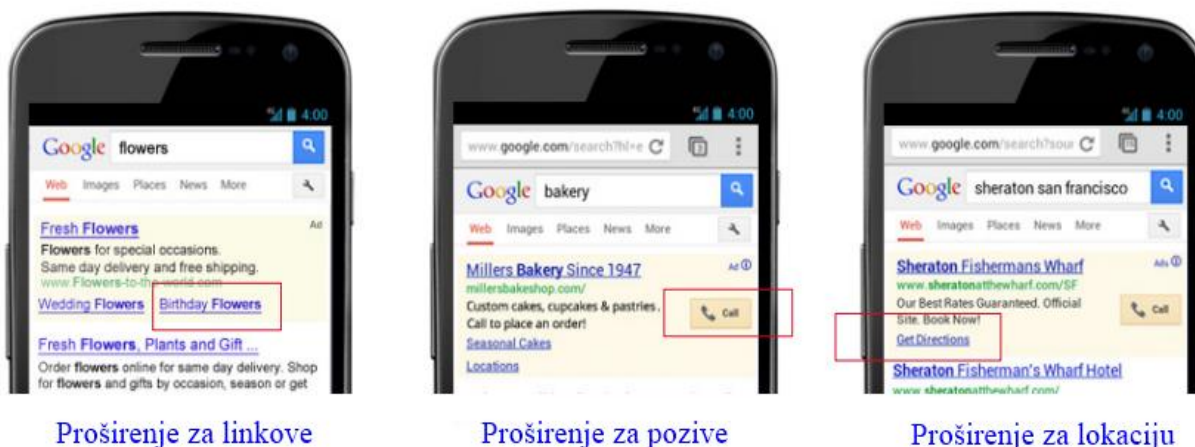 4:00
Google flowers
Web Images Places News More
Fresh Flowers Ad
Flowers for special occasions.
Same day delivery and free shipping.
www.Flowers-to-the-world.com
Wedding Flowers Birthday Flowers
Fresh Flowers, Plants and Gift ...
Order flowers online for same day delivery. Shop
for flowers and gifts by occasion, season or get
Proširenje za linkove
4:00
www.google.com/search?hl=e
Google bakery
Web Images Places News More
Millers Bakery Since 1947 Ad
millersbakeshop.com/
Custom cakes, cupcakes & pastries.
Call to place an order!
Call
Seasonal Cakes
Locations
Proširenje za pozive
4:00
www.google.com/search?sour
Google sheraton san francisco
Web Images Places News More
Sheraton Fishermans Wharf Ads
www.sheratonatthewharf.com/SF
Our Best Rates Guaranteed. Official
Site. Book Now!
Call
Get Directions
Sheraton Fisherman's Wharf Hotel
www.sheratonatthewharf.com/
Proširenje za lokaciju